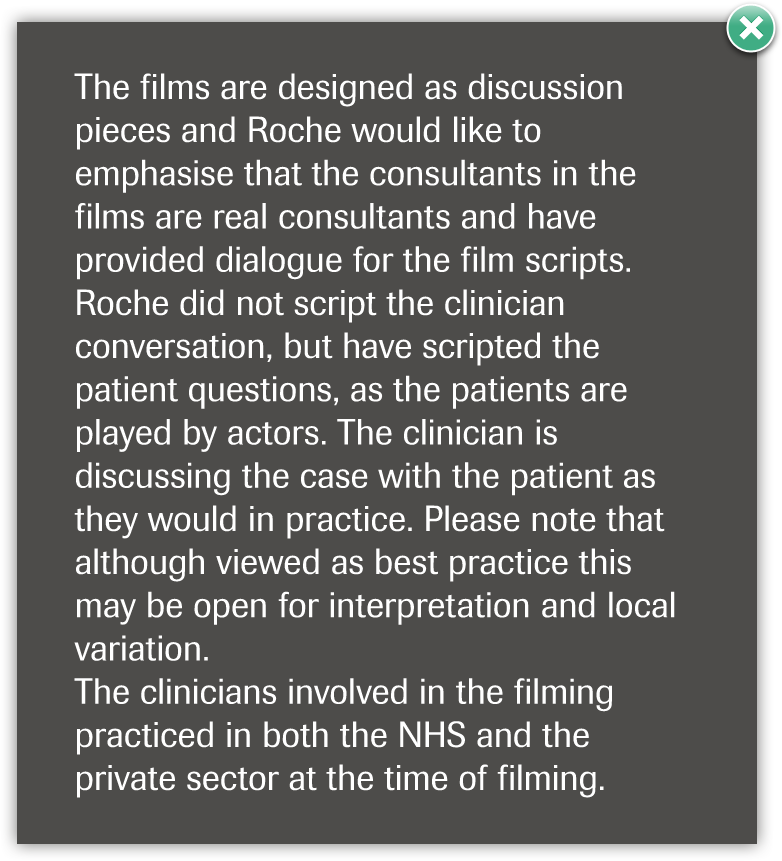 The films are designed as discussion
pieces and Roche would like to
emphasise that the consultants in the
films are real consultants and have
provided dialogue for the film scripts.
Roche did not script the clinician
conversation, but have scripted the
patient questions, as the patients are
played by actors. The clinician is
discussing the case with the patient as
they would in practice. Please note that
although viewed as best practice this
may be open for interpretation and local
variation.
The clinicians involved in the filming
practiced in both the NHS and the
private sector at the time of filming.